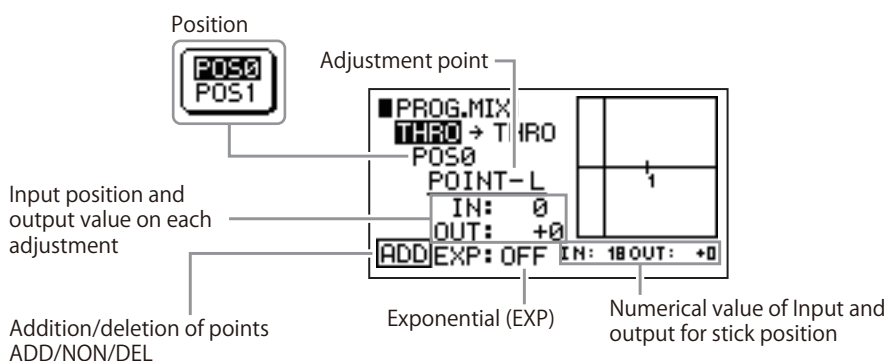 Position
POS0
POS1
Adjustment point
■PROG.MIX
THRO → THRO
POS0
POINT-L
IN: 0
OUT: +0
ADD EXP: OFF
1
IN: 18 OUT: +0
Input position and
output value on each
adjustment
Addition/deletion of points
ADD/NON/DEL
Exponential (EXP)
Numerical value of Input and
output for stick position